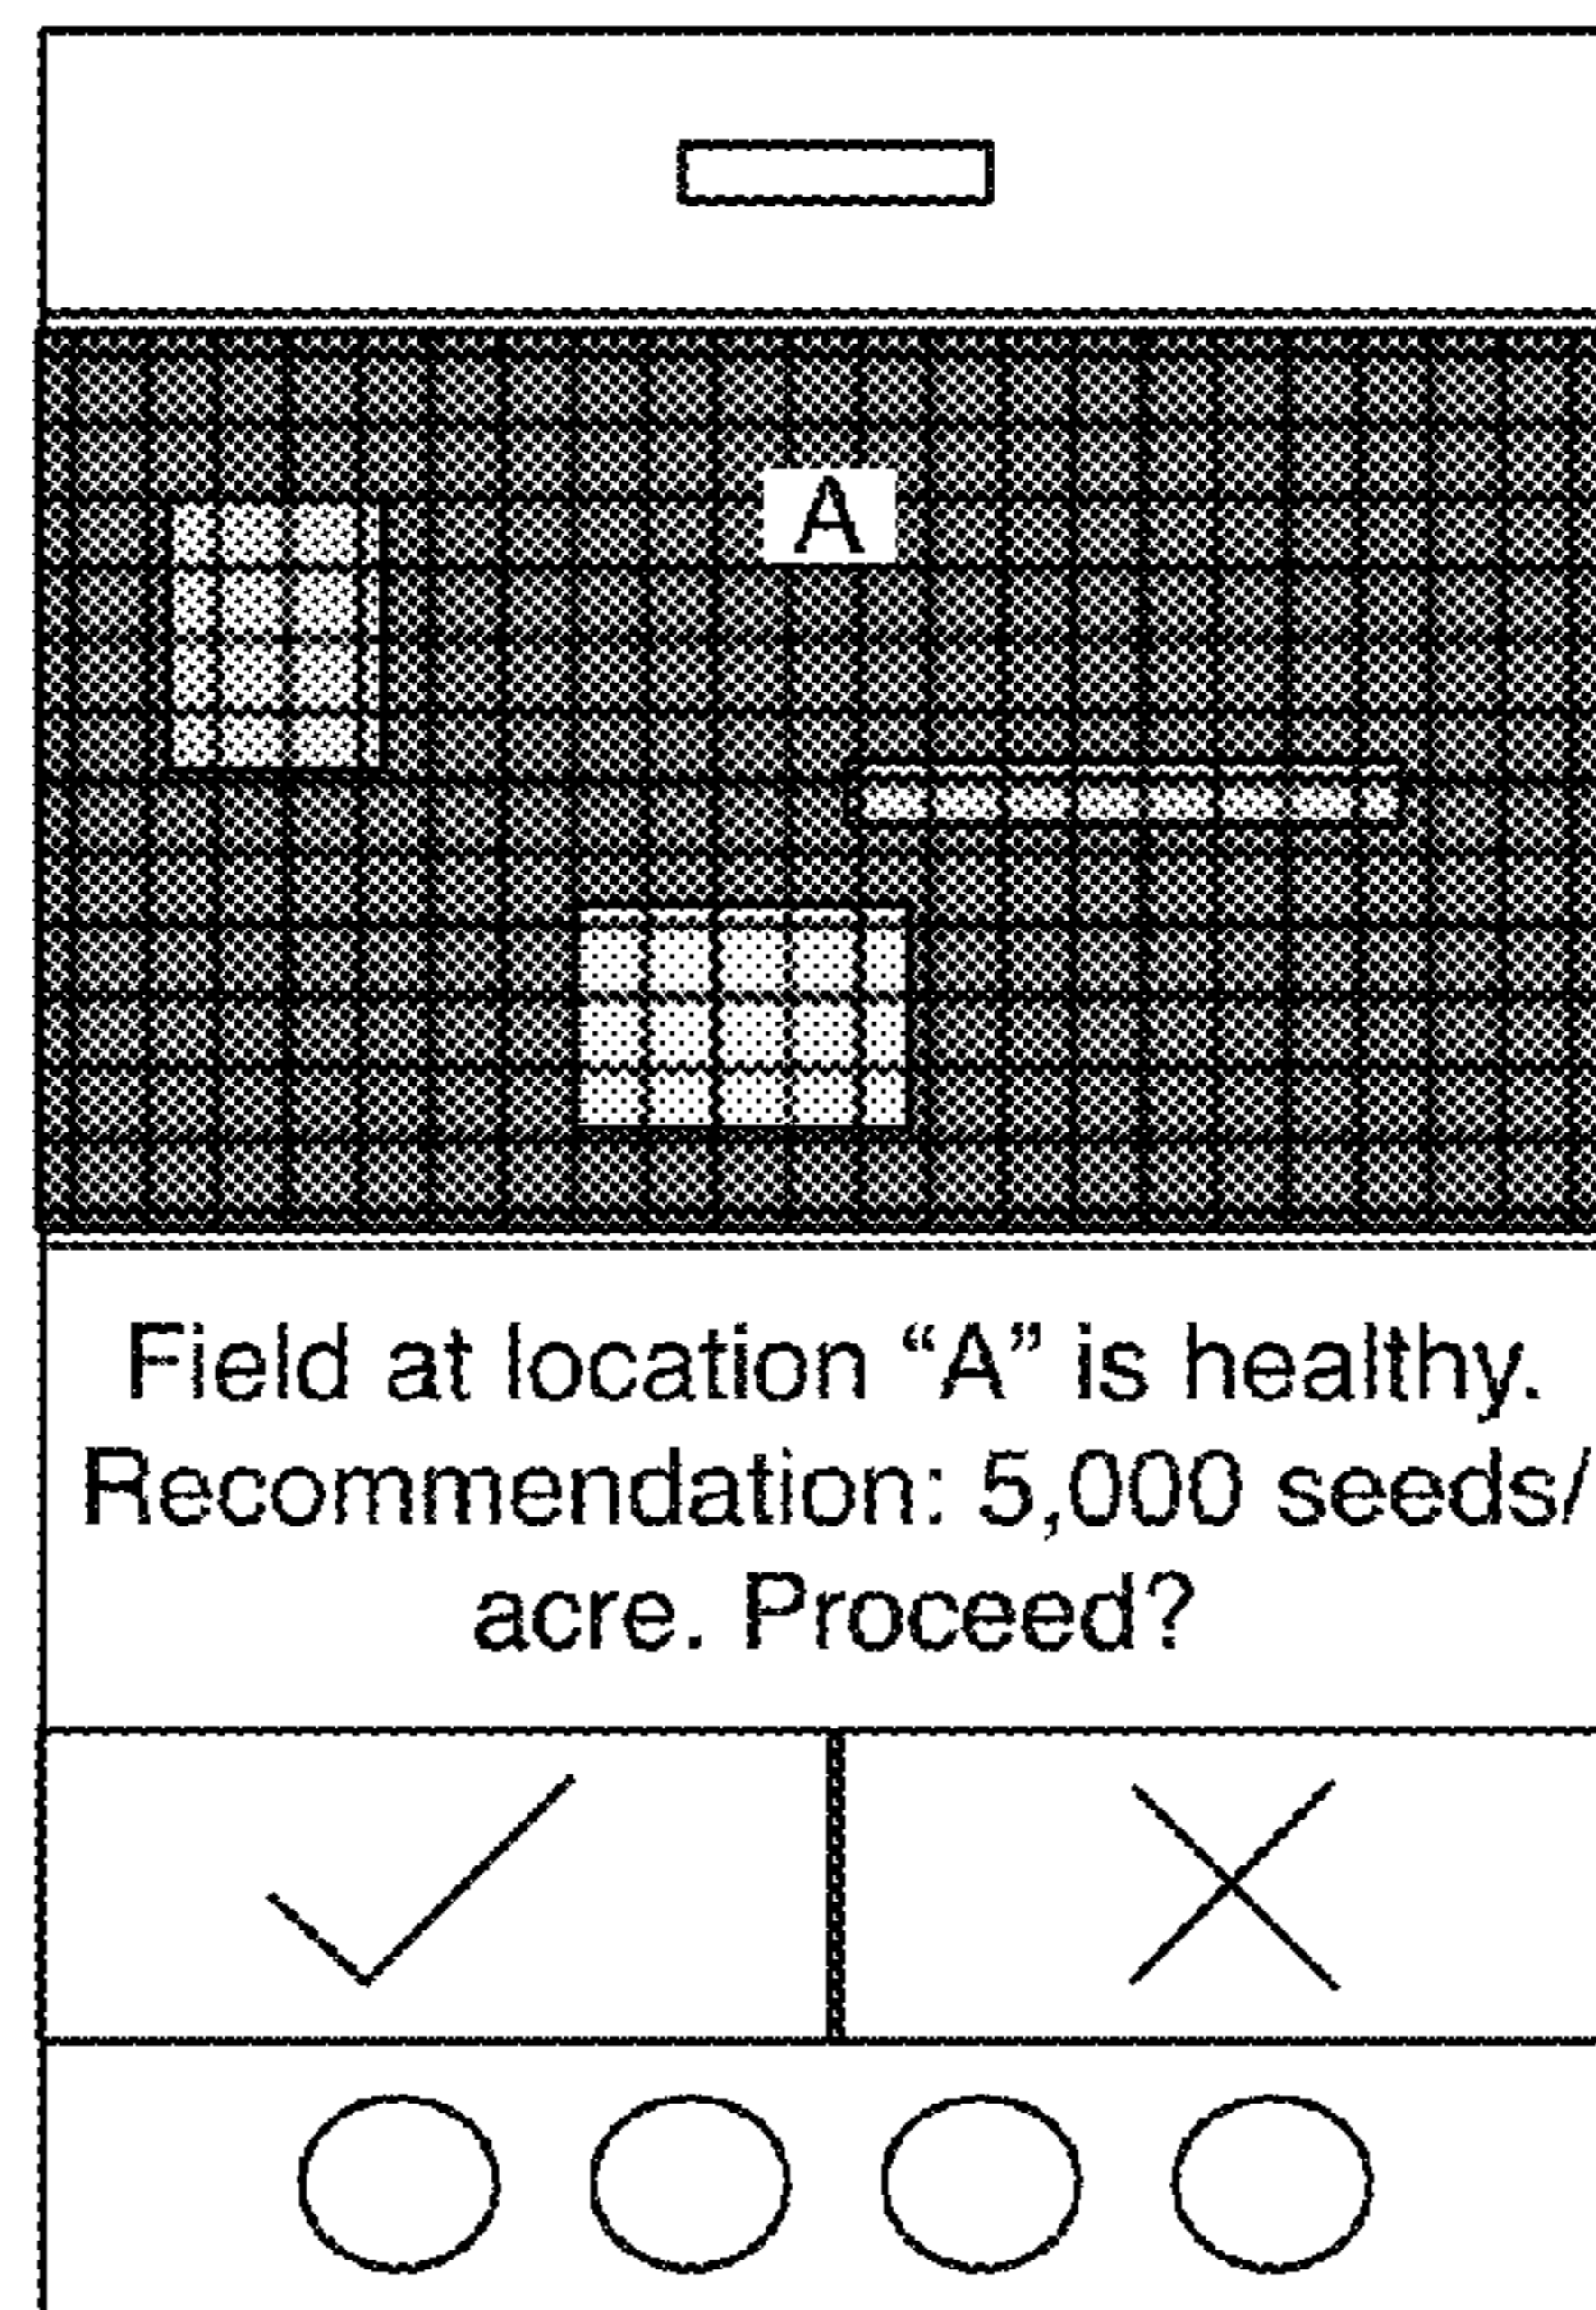 A
Field at location “A” is healthy.
Recommendation: 5,000 seeds/
acre. Proceed?